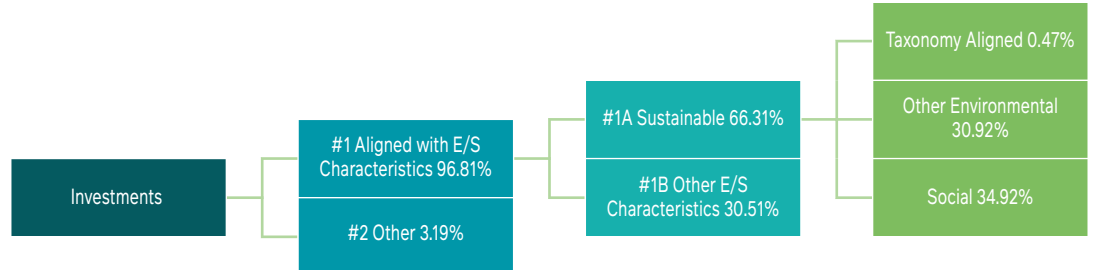 Investments
#1 Aligned with E/S
Characteristics 96.81%
#2 Other 3.19%
#1A Sustainable 66.31%
#1B Other E/S
Characteristics 30.51%
Taxonomy Aligned 0.47%
Other Environmental
30.92%
Social 34.92%